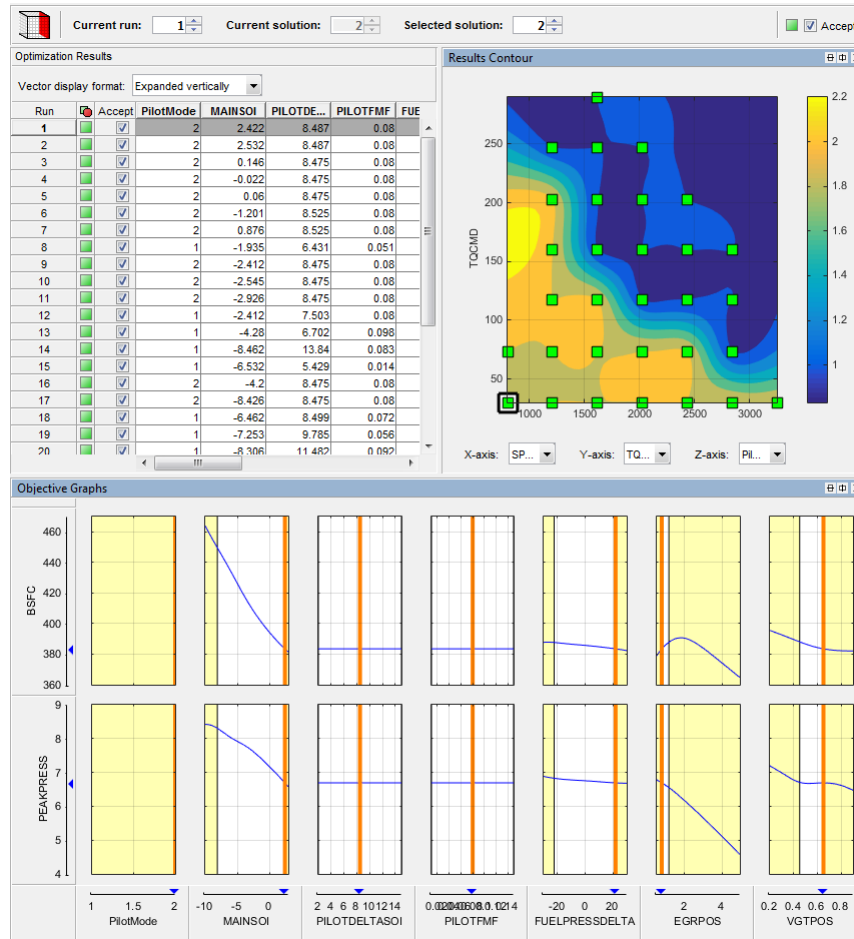 Current run: 1 Current solution: 2 Selected solution: 2 Accept
Optimization Results
Results Contour
Vector display format: Expanded vertically
Run Accept PilotMode MAINSOI PILOTDE... PILOTFMF FUE
1 2 2.422 8.487 0.08
2 2 2.532 8.487 0.08
3 2 0.146 8.475 0.08
4 2 -0.022 8.475 0.08
5 2 0.06 8.475 0.08
6 2 -1.201 8.525 0.08
7 2 0.876 8.525 0.08
8 1 -1.935 6.431 0.051
9 2 -2.412 8.475 0.08
10 2 -2.545 8.475 0.08
11 2 -2.926 8.475 0.08
12 1 -2.412 7.503 0.08
13 1 -4.28 6.702 0.098
14 1 -8.462 13.84 0.083
15 1 -6.532 5.429 0.014
16 2 -4.2 8.475 0.08
17 2 -8.426 8.475 0.08
18 1 -6.462 8.499 0.072
19 1 -7.253 9.785 0.056
20 1 -8.306 11.482 0.092
TQCMD
250
200
150
100
50
1000 1500 2000 2500 3000
2.2
2
1.8
1.6
1.4
1.2
1
X-axis: SP... Y-axis: TQ... Z-axis: Pil...
Objective Graphs
BSFC
460
440
420
400
380
360
PEAKPRESS
9
8
7
6
5
4
1 1.5 2
PilotMode
-10 -5 0
MAINSOI
2 4 6 8 10 12 14
PILOTDELTASOI
PILOTFMF
-20 0 20
FUELPRESSDELTA
2 4
EGRPOS
0.2 0.4 0.6 0.8
VGTPOS